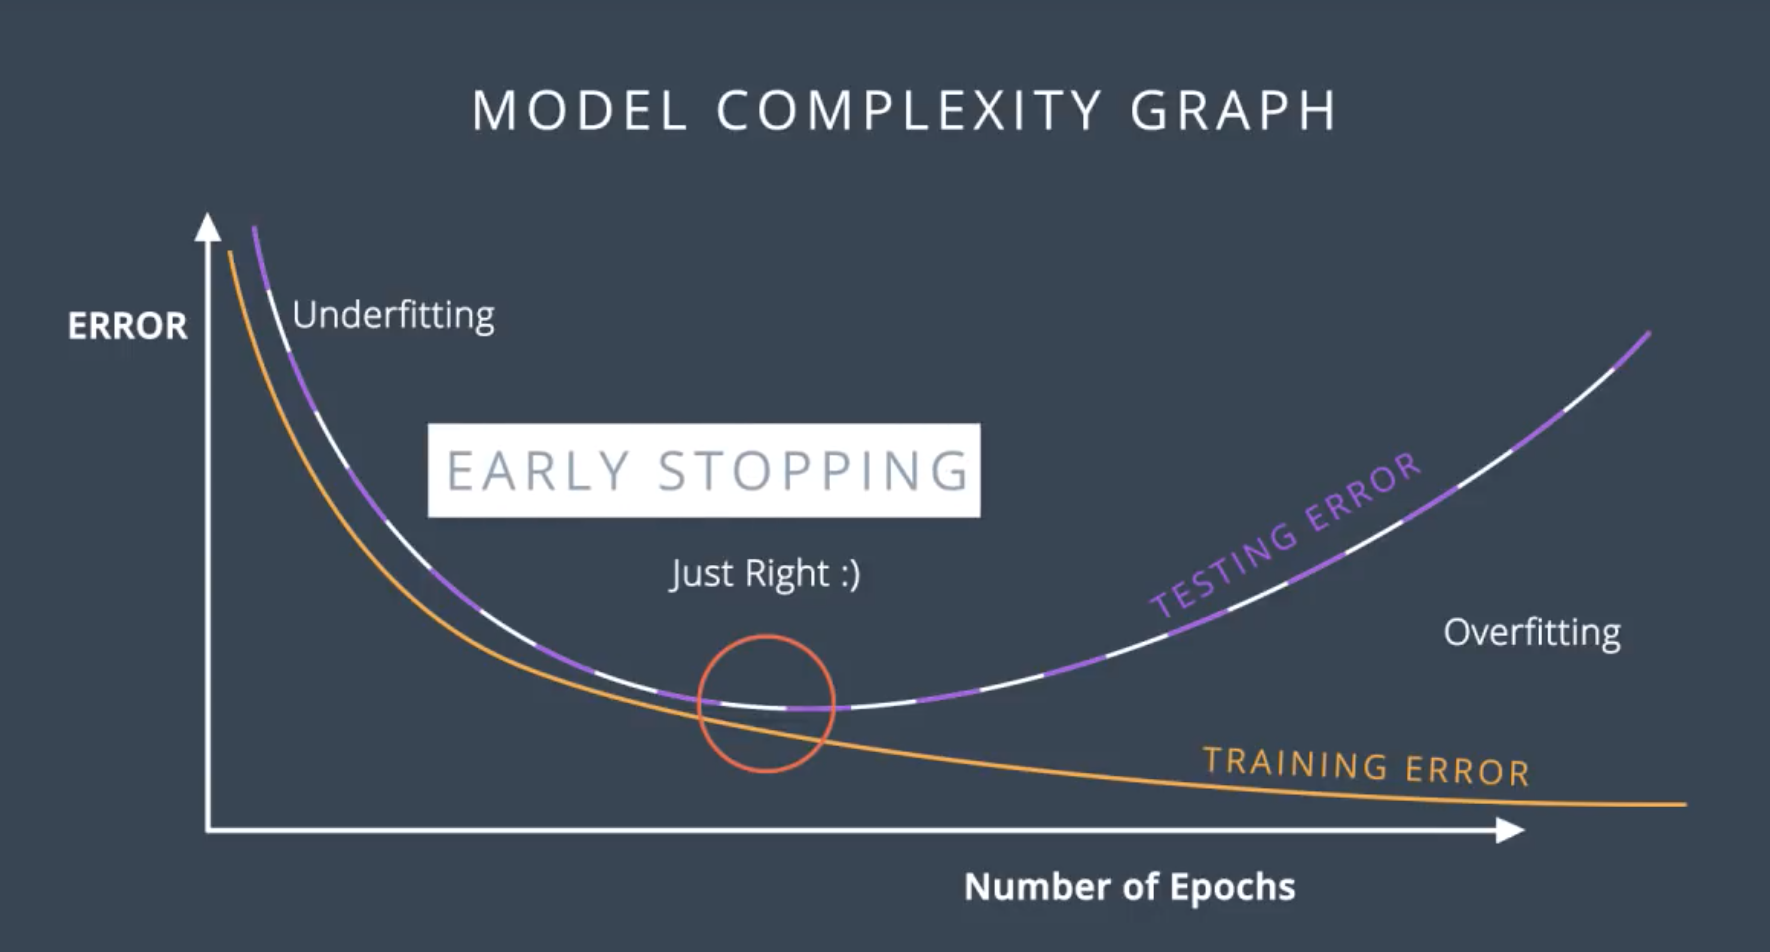 MODEL COMPLEXITY GRAPH
ERROR
Underfitting
EARLY STOPPING
Just Right :)
TESTING ERROR
Overfitting
TRAINING ERROR
Number of Epochs